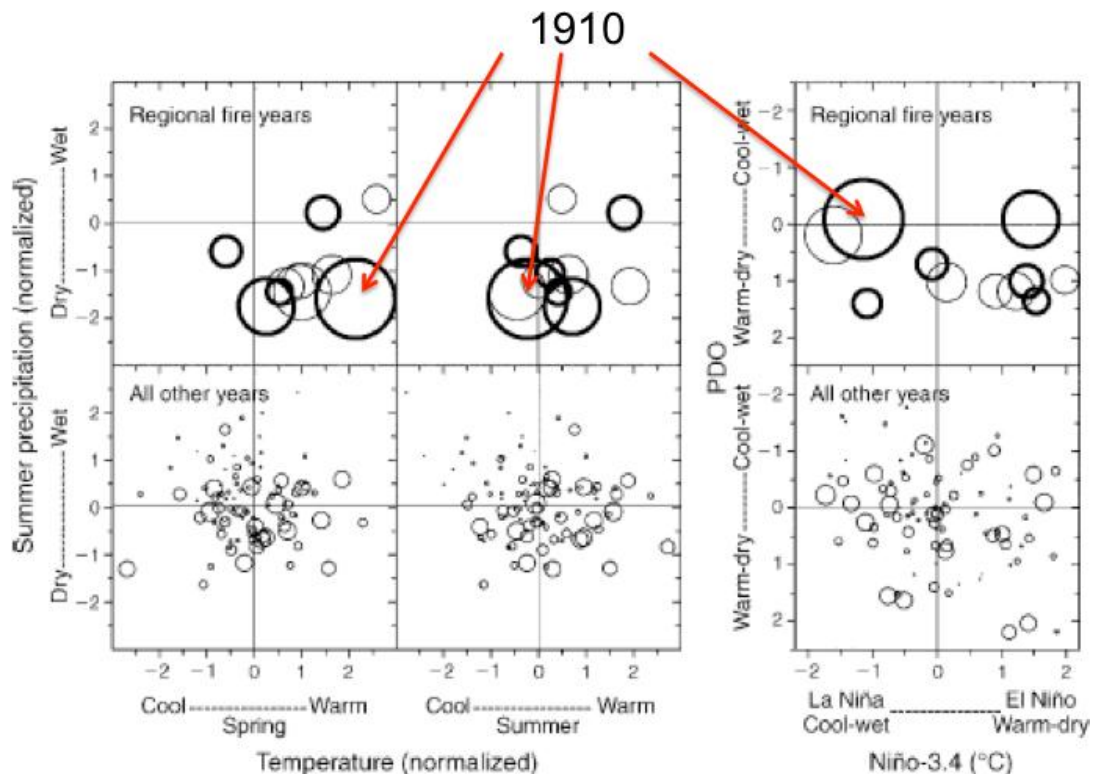 1910
Regional fire years
Regional fire years
Summer precipitation (normalized)
Dry----------Wet
2
1
0
−1
−2
All other years
Dry----------Wet
2
1
0
−1
−2
−2 −1 0 1 2
−2 −1 0 1 2
Cool----------Warm
Spring
Cool----------Warm
Summer
Temperature (normalized)
PDO
Warm-dry----------Cool-wet
−2
−1
0
1
2
Warm-dry----------Cool-wet
−2
−1
0
1
2
All other years
−2 −1 0 1 2
La Niña ---------- El Niño
Cool-wet Warm-dry
Niño-3.4 (°C)